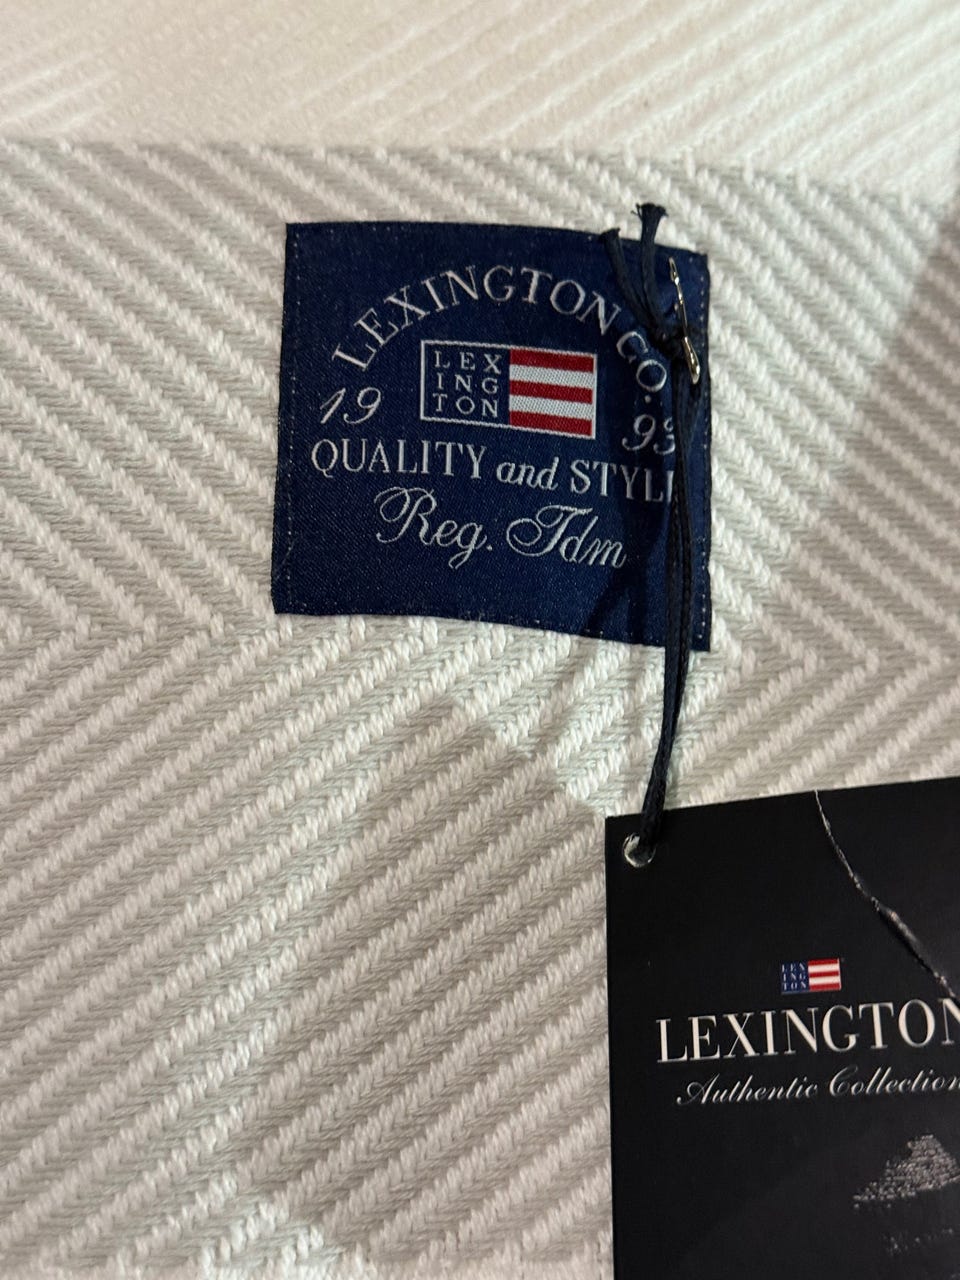 LEXINGTON CO.
LEX
ING
TON
19
QUALITY and STYLE
Reg. Tdm
LEX
ING
TON
LEXINGTON
Authentic Collection